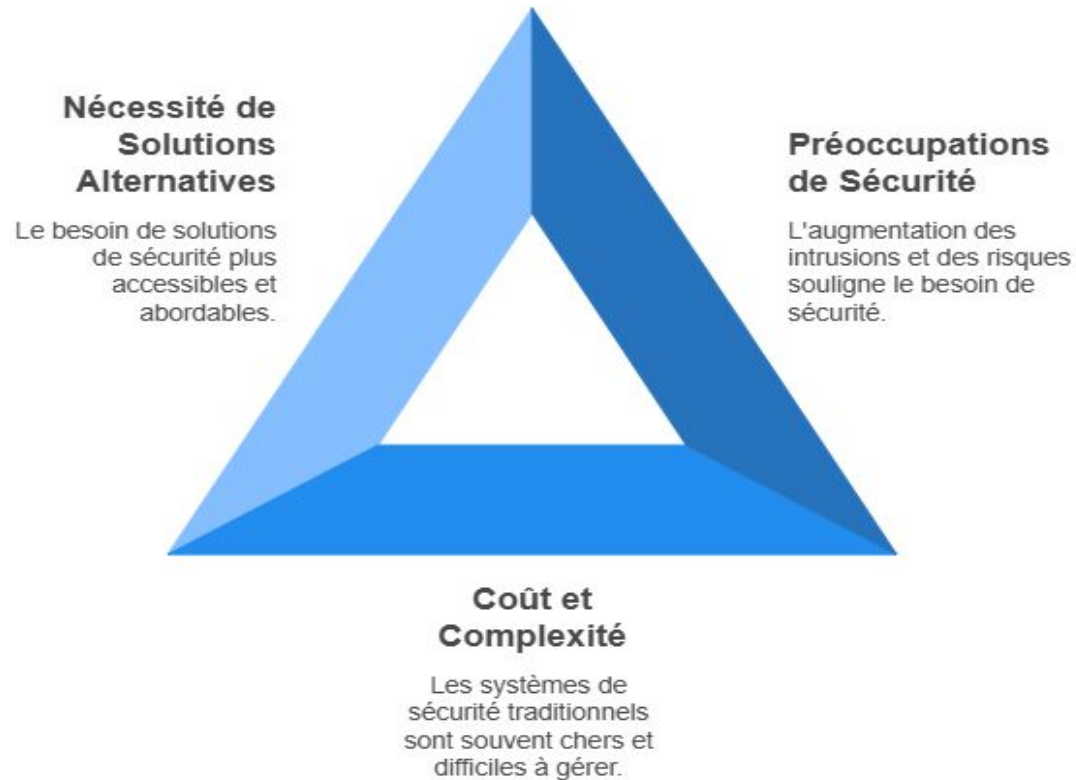 Nécessité de
Solutions
Alternatives
Le besoin de solutions
de sécurité plus
accessibles et
abordables.
Préoccupations
de Sécurité
L'augmentation des
intrusions et des risques
souligne le besoin de
sécurité.
Coût et
Complexité
Les systèmes de
sécurité traditionnels
sont souvent chers et
difficiles à gérer.